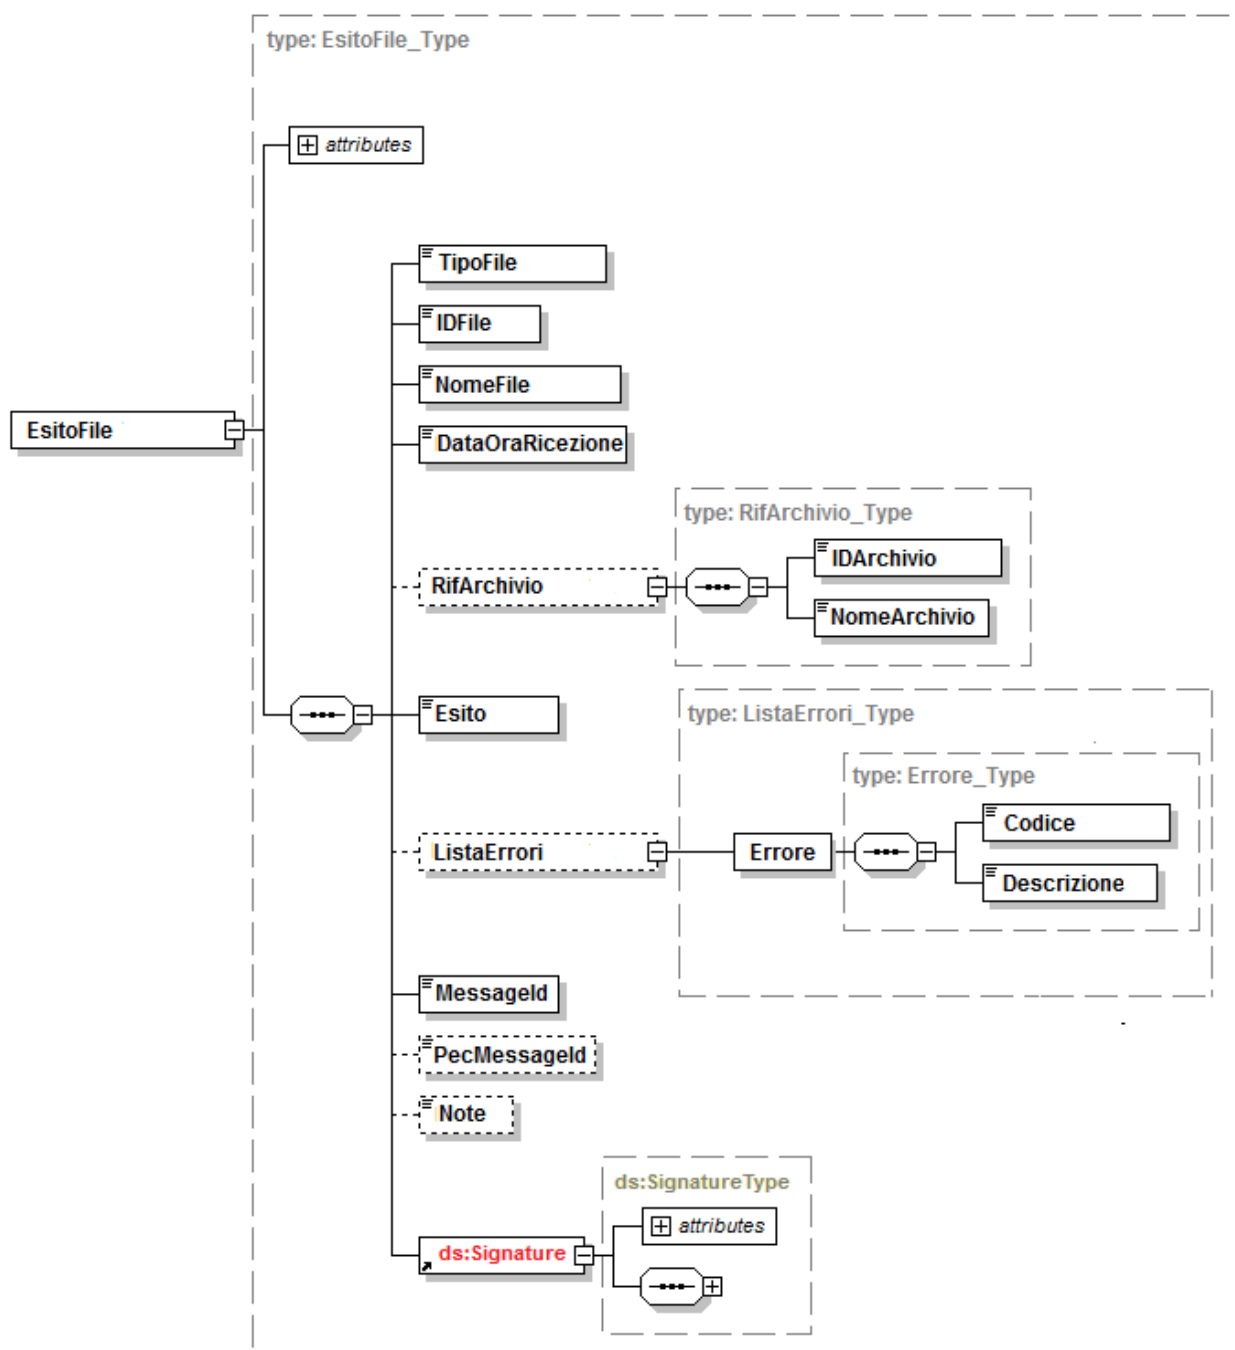 type: EsitoFile_Type
attributes
TipoFile
IDFile
NomeFile
EsitoFile
DataOraRicezione
type: RifArchivio_Type
IDArchivio
RifArchivio
NomeArchivio
Esito
type: ListaErrori_Type
type: Errore_Type
Codice
ListaErrori
Errore
Descrizione
MessageId
PecMessageId
Note
ds:SignatureType
attributes
ds:Signature